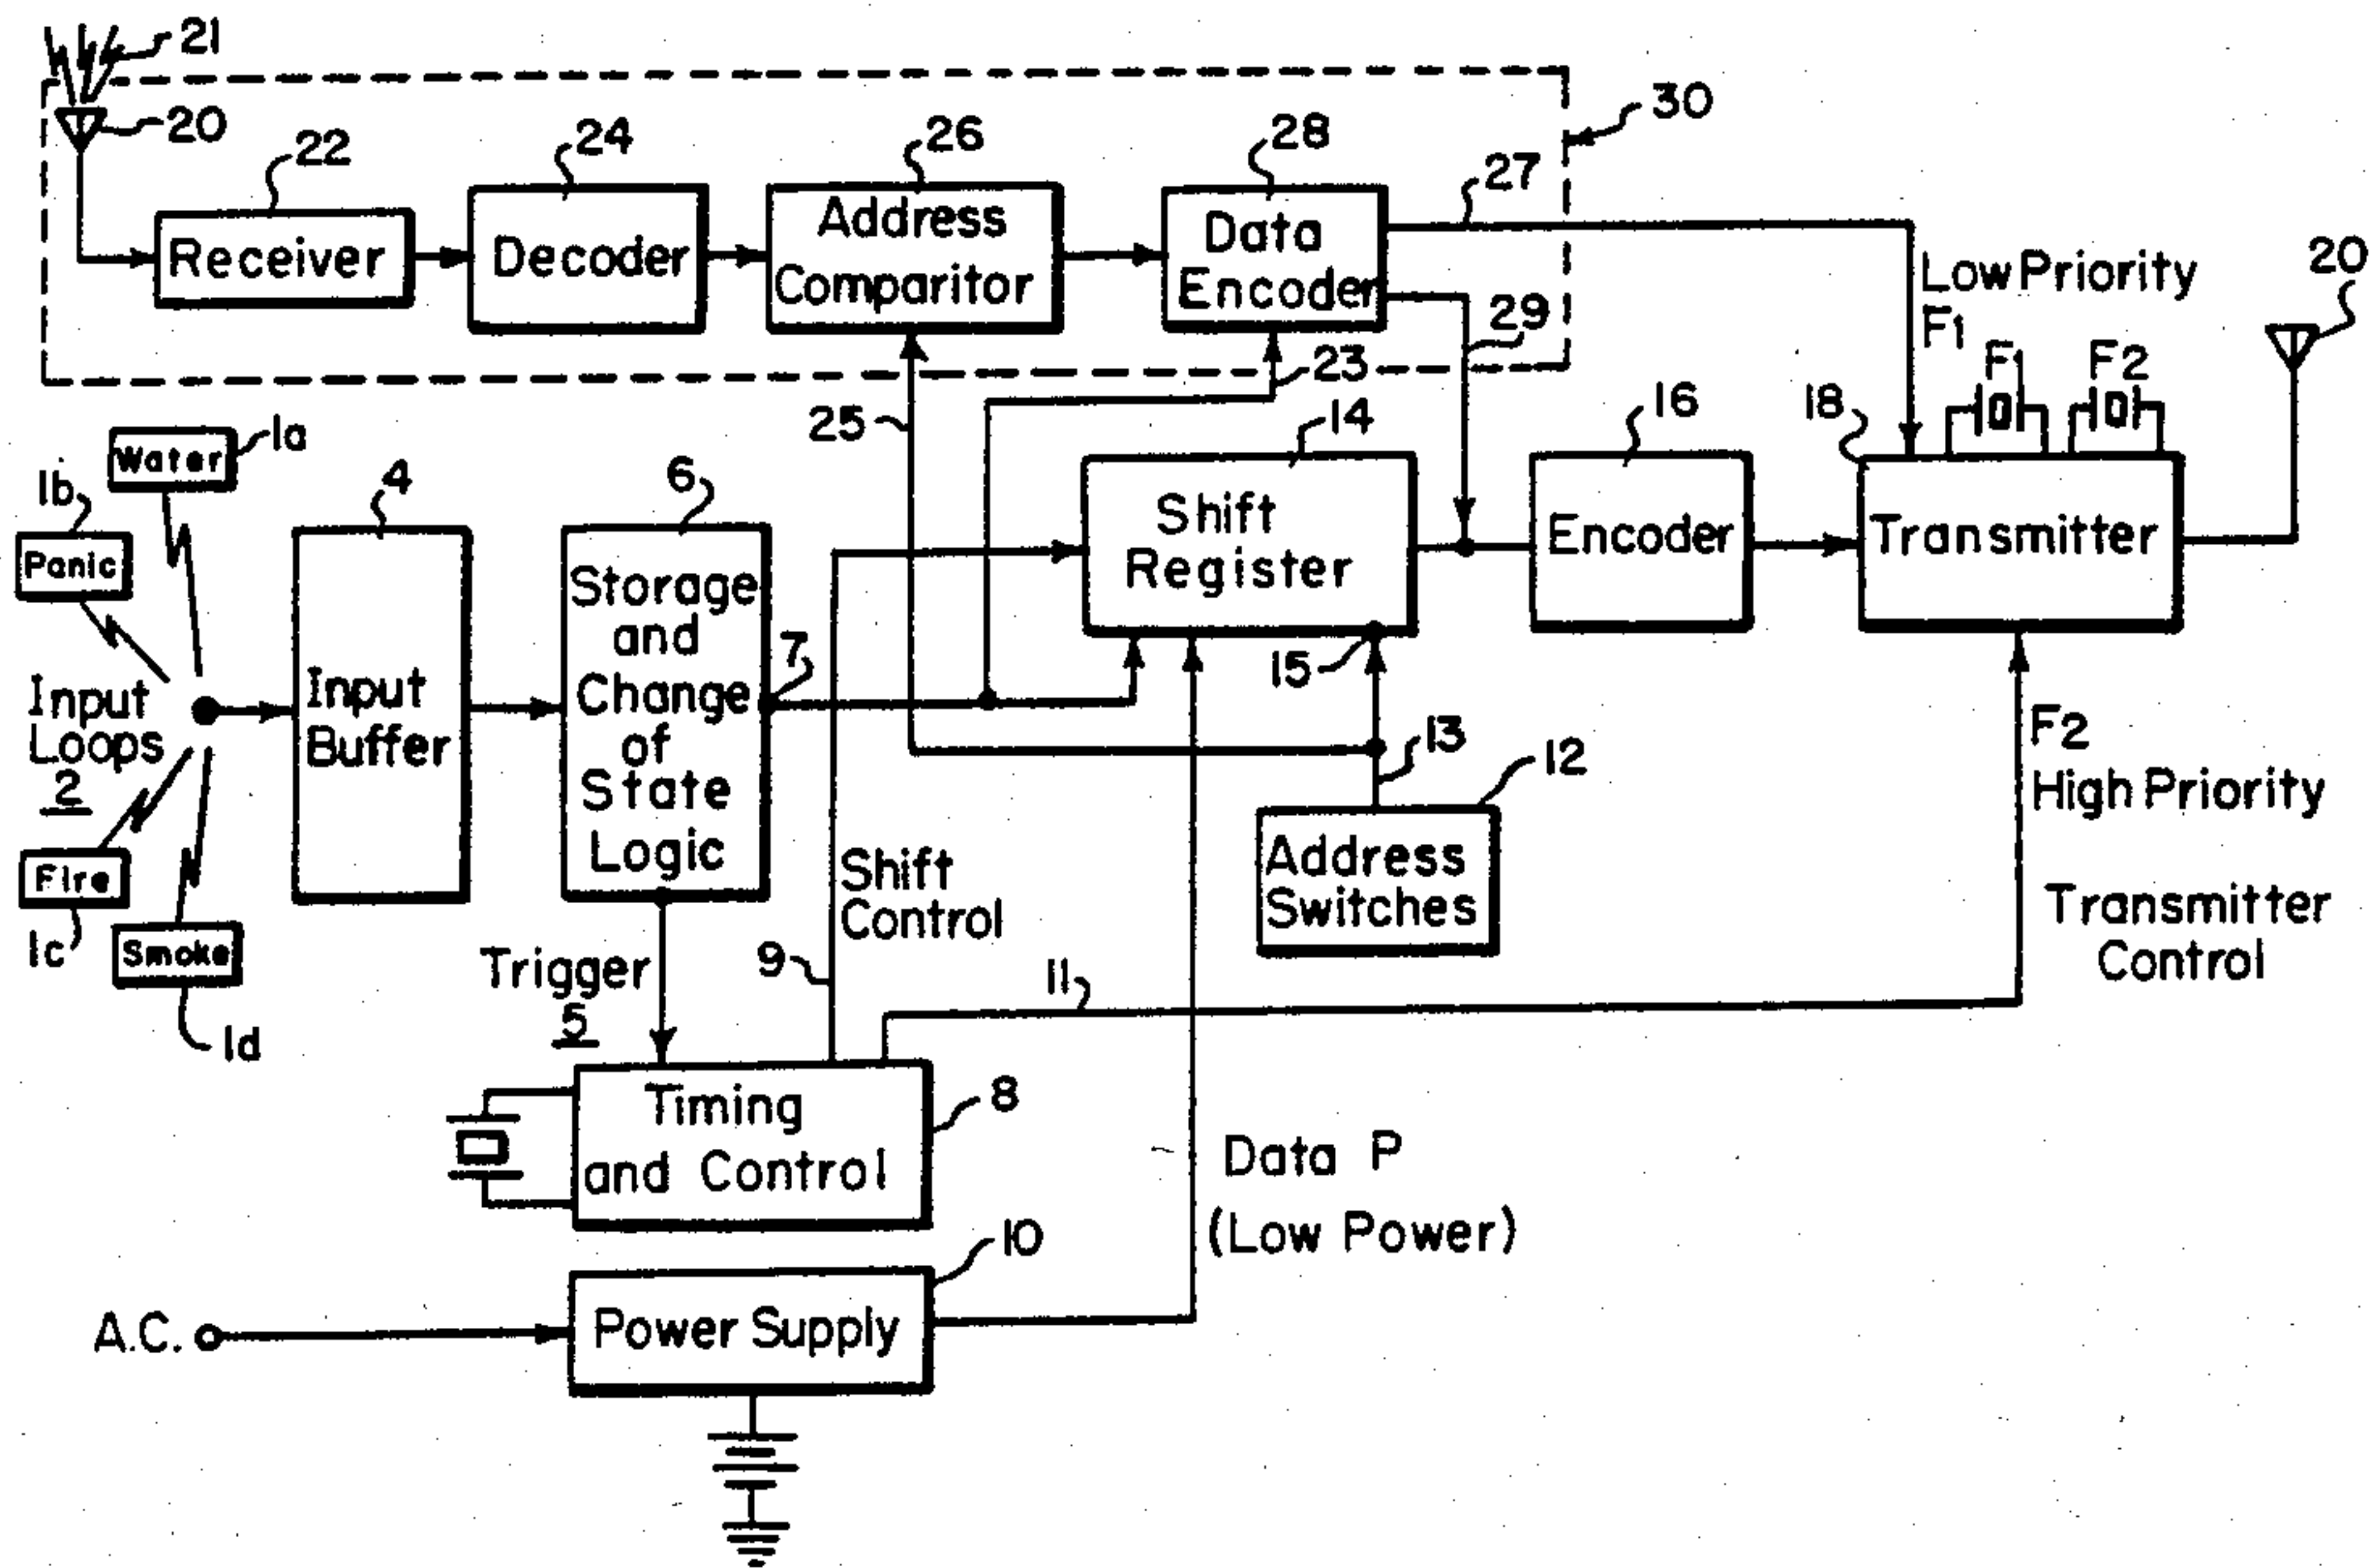 21
20
30
22
24
26
28
27
Receiver
Decoder
Address
Comparitor
Data
Encoder
Low Priority
F1
20
29
23
F1
F2
25
14
16
18
Water
1a
1b
Panic
4
6
Shift
Register
Encoder
Transmitter
Storage
and
Change
of
State
Logic
7
15
Input
Loops
2
Input
Buffer
13
12
F2
High Priority
Fire
1c
Smoke
1d
Shift
Control
9
Address
Switches
Transmitter
Control
Trigger
5
11
Timing
and Control
8
Data P
(Low Power)
10
A.C.
Power Supply